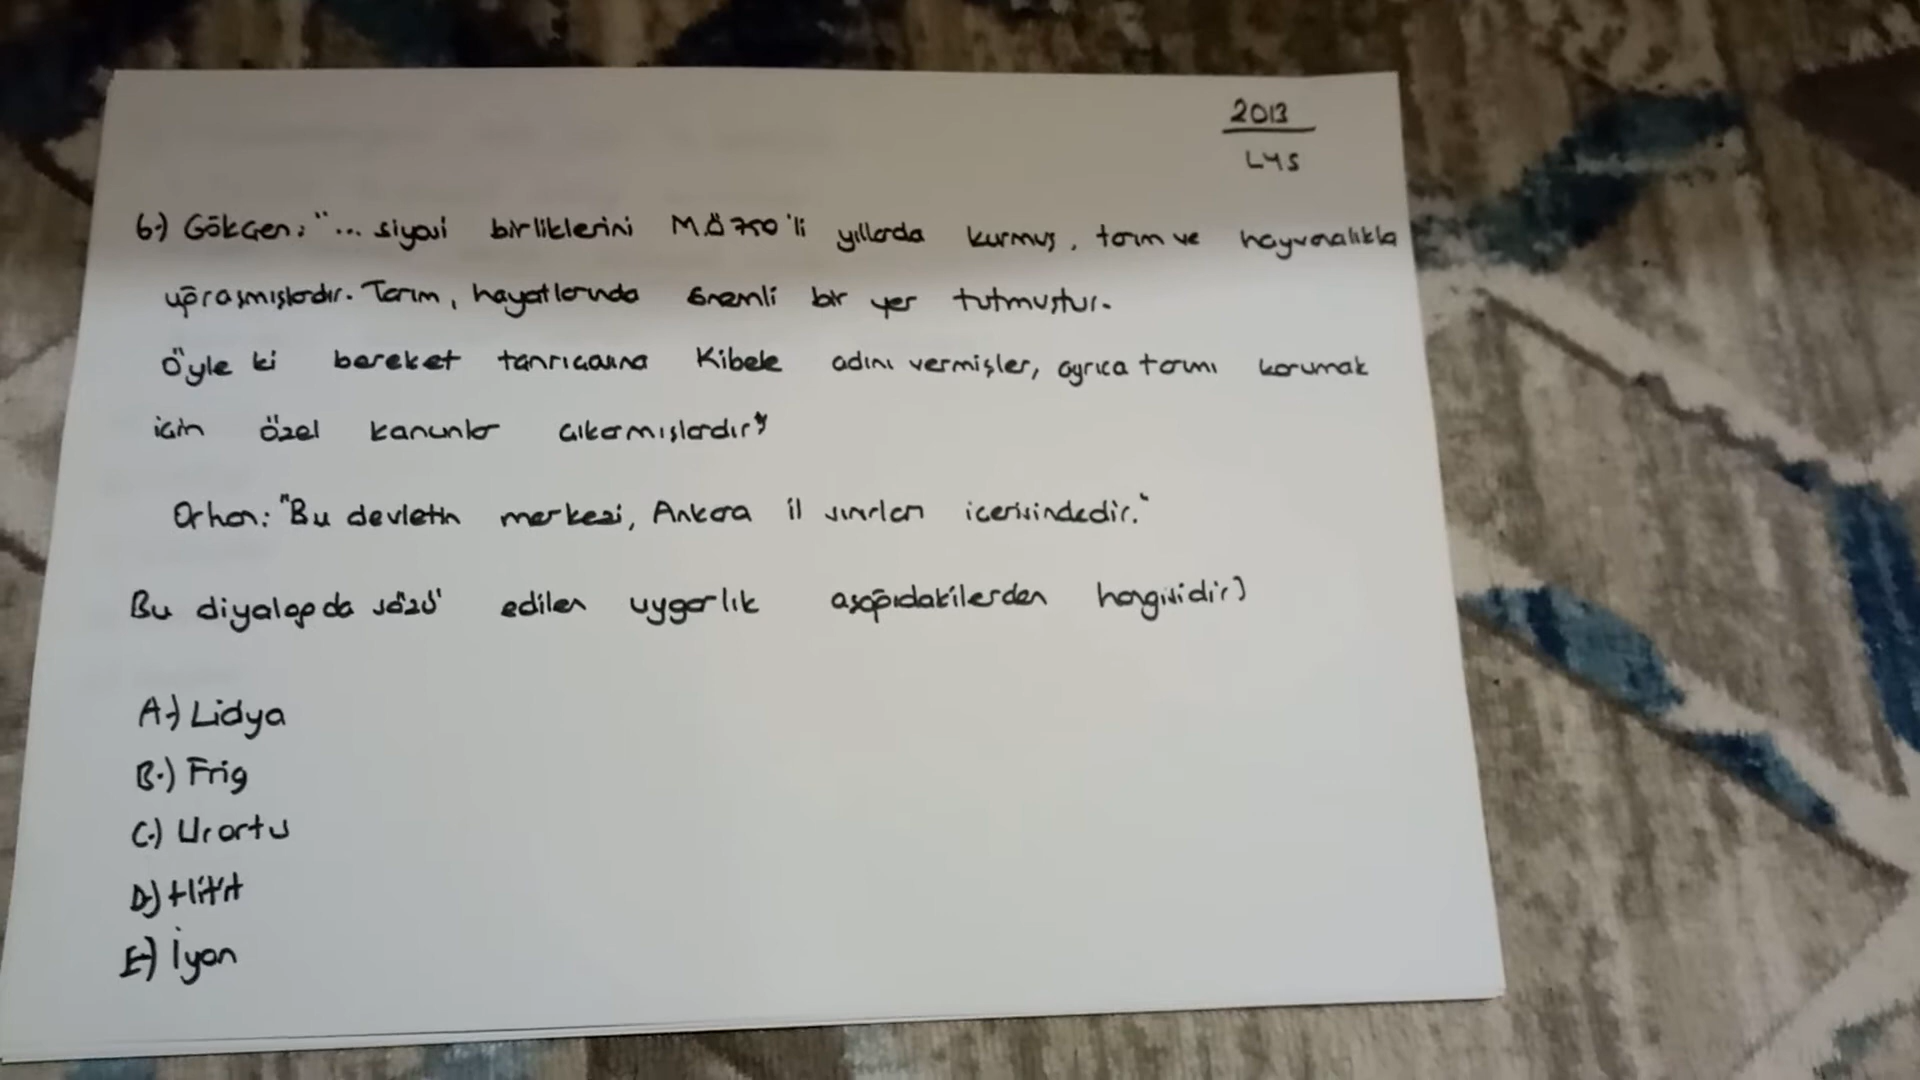 2013
LYS
6-) Gökçen: "... siyasi birliklerini M.Ö 750'li yıllarda kurmuş, tarım ve hayvancılıkla
uğraşmışlardır. Tarım, hayatlarında önemli bir yer tutmuştur.
Öyle ki bereket tanrıçasına Kibele adını vermişler, ayrıca tarımı korumak
için özel kanunlar çıkarmışlardır"
Orhan: "Bu devletin merkezi, Ankara il sınırları içerisindedir."
Bu diyalogda sözü edilen uygarlık aşağıdakilerden hangisidir?
A-) Lidya
B-) Frig
C-) Urartu
D-) Hitit
E-) İyon